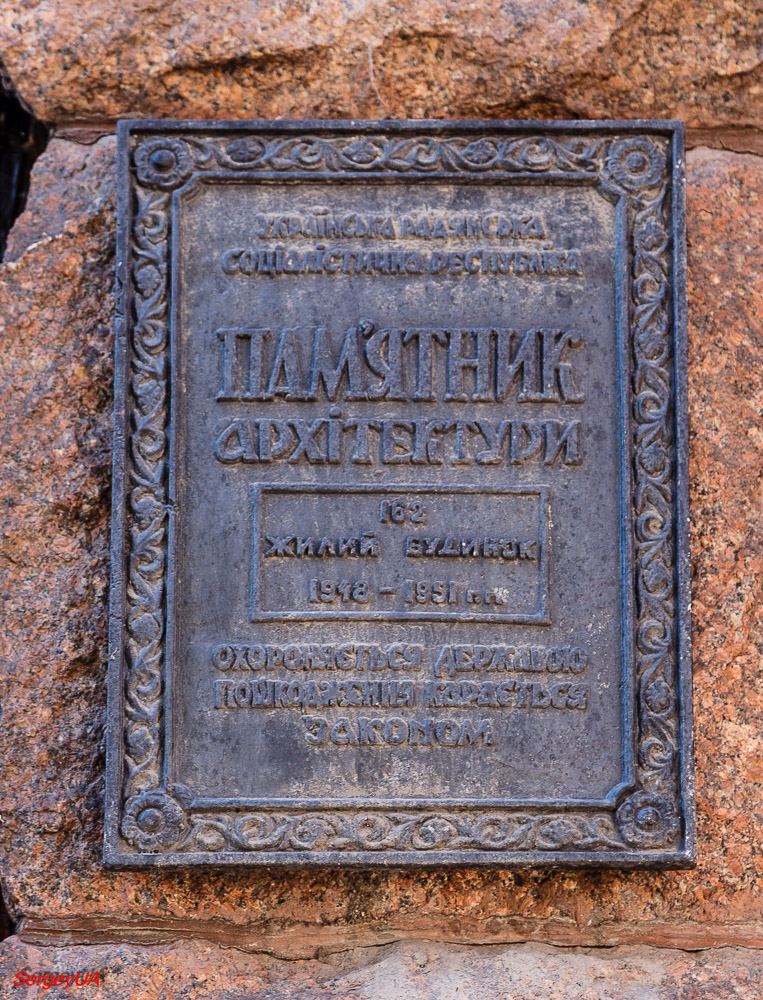 УКРАЇНСЬКА РАДЯНСЬКА
СОЦІАЛІСТИЧНА РЕСПУБЛІКА
ПАМ'ЯТНИК
АРХІТЕКТУРИ
162
ЖИЛИЙ БУДИНОК
1948 - 1951 р.р.
ОХОРОНЯЄТЬСЯ ДЕРЖАВОЮ
ПОШКОДЖЕННЯ КАРАЄТЬСЯ
ЗАКОНОМ
SergeyUA